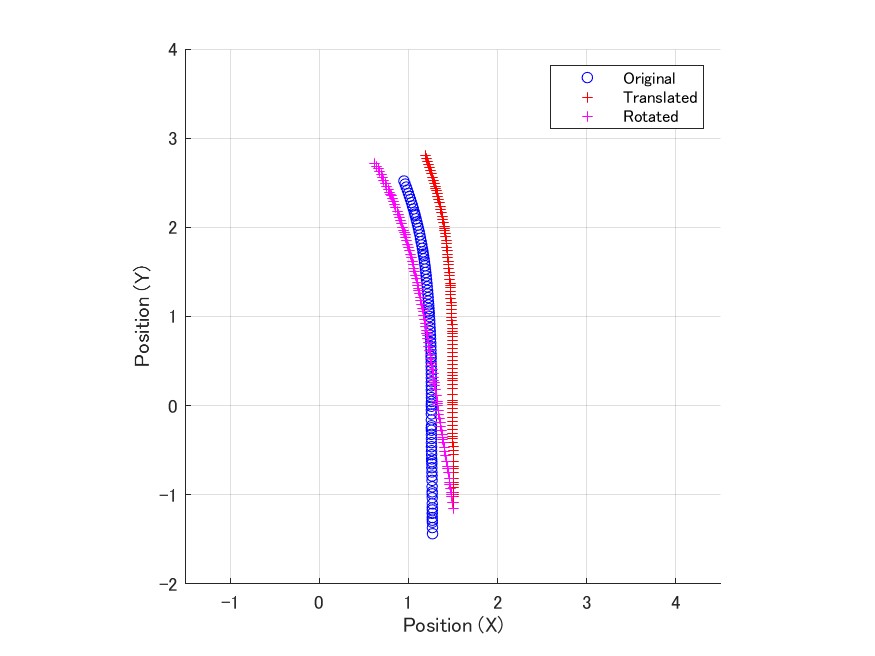 4
3
2
1
0
−1
−2
−1
0
1
2
3
4
Position (Y)
Position (X)
Original
Translated
Rotated